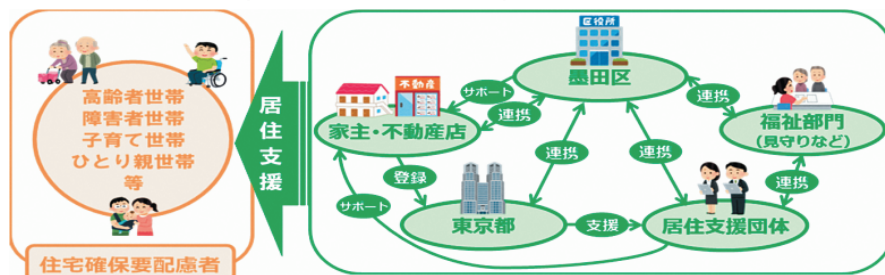 高齢者世帯
障害者世帯
子育て世帯
ひとり親世帯
等
住宅確保要配慮者
居住支援
区役所
墨田区
サポート
連携
不動産
家主・不動産店
連携
福祉部門
(見守りなど)
連携
連携
登録
サポート
東京都
支援
居住支援団体
連携